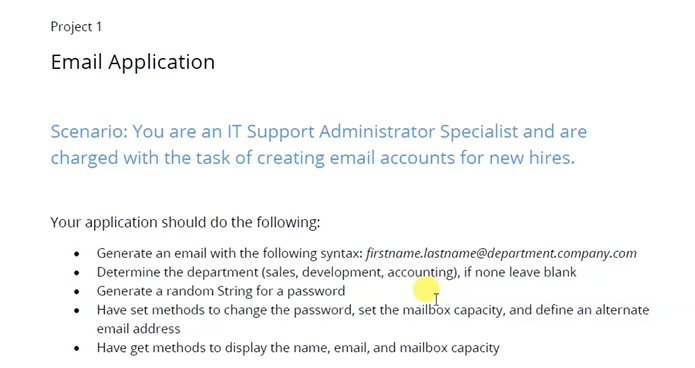 Project 1
Email Application
Scenario: You are an IT Support Administrator Specialist and are
charged with the task of creating email accounts for new hires.
Your application should do the following:
• Generate an email with the following syntax: firstname.lastname@department.company.com
• Determine the department (sales, development, accounting), if none leave blank
• Generate a random String for a password
• Have set methods to change the password, set the mailbox capacity, and define an alternate
email address
• Have get methods to display the name, email, and mailbox capacity